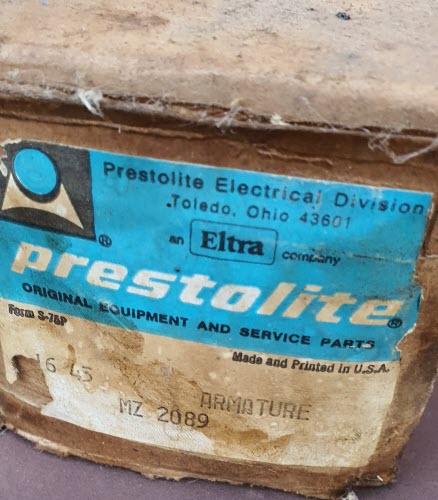 Prestolite Electrical Division
Toledo, Ohio 43601
an Eltra company
prestolite®
ORIGINAL EQUIPMENT AND SERVICE PARTS
Form S-75P
Made and Printed in U.S.A.
16 45
ARMATURE
MZ 2089